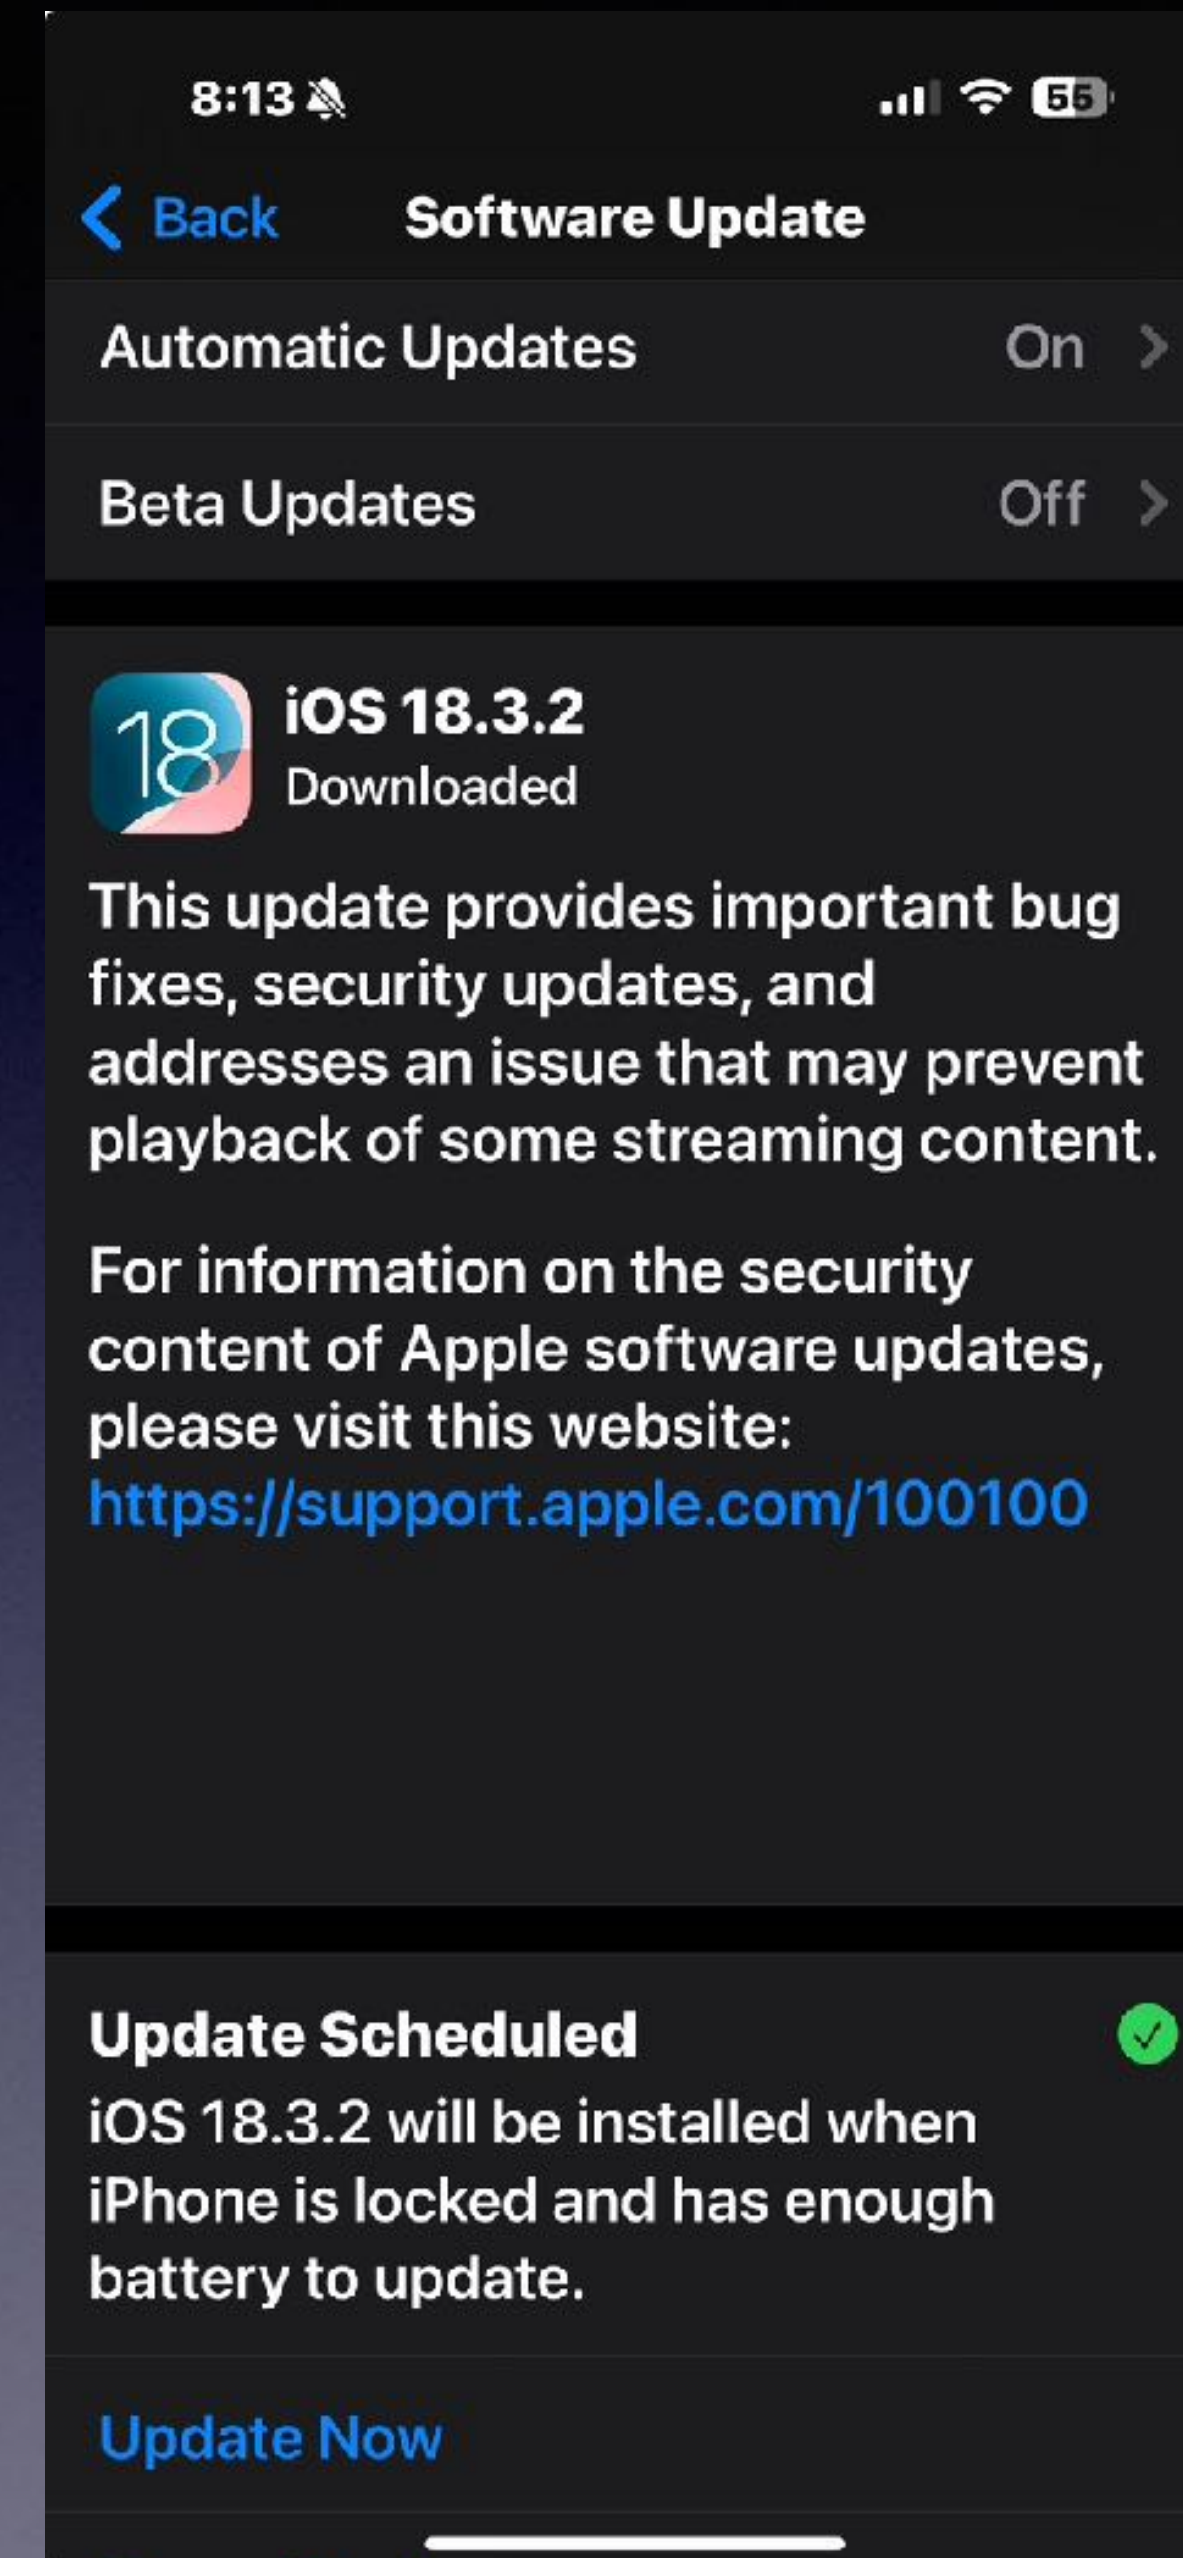 8:13
55
Back
Software Update
Automatic Updates On
Beta Updates Off
18
iOS 18.3.2
Downloaded
This update provides important bug
fixes, security updates, and
addresses an issue that may prevent
playback of some streaming content.
For information on the security
content of Apple software updates,
please visit this website:
https://support.apple.com/100100
Update Scheduled
iOS 18.3.2 will be installed when
iPhone is locked and has enough
battery to update.
Update Now